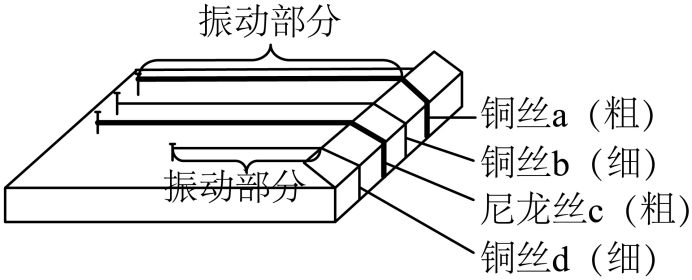 振动部分
铜丝a（粗）
铜丝b（细）
振动部分
尼龙丝c（粗）
铜丝d（细）